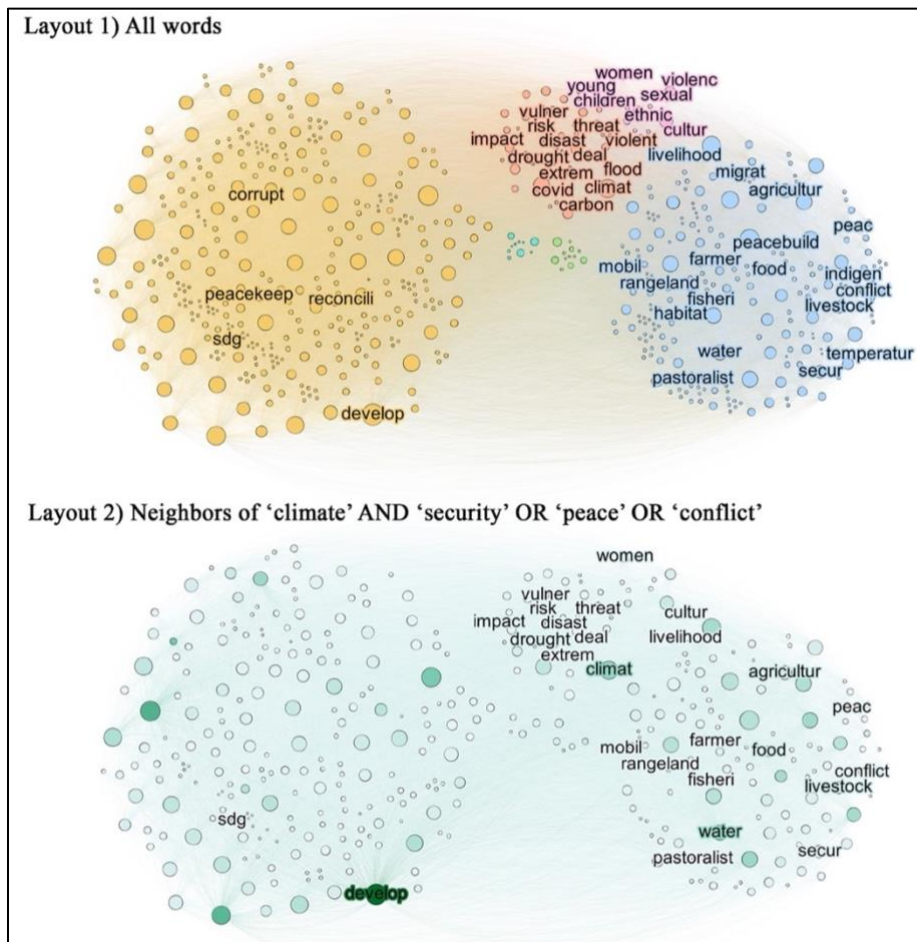 Layout 1) All words
women
violenc
young
sexual
children
vulner
ethnic
risk
threat
cultur
impact
disast
violent
drought
deal
livelihood
extrem
flood
migrat
covid
climat
agricultur
carbon
corrupt
peac
peacebuild
farmer
mobil
food
indigen
rangeland
conflict
peacekeep
reconcili
fisheri
livestock
habitat
sdg
water
temperatur
secur
pastoralist
develop
Layout 2) Neighbors of ‘climate’ AND ‘security’ OR ‘peace’ OR ‘conflict’
women
vulner
risk
threat
cultur
impact
disast
livelihood
drought
deal
extrem
climat
agricultur
peac
mobil
farmer
food
rangeland
conflict
fisheri
livestock
sdg
water
secur
pastoralist
develop